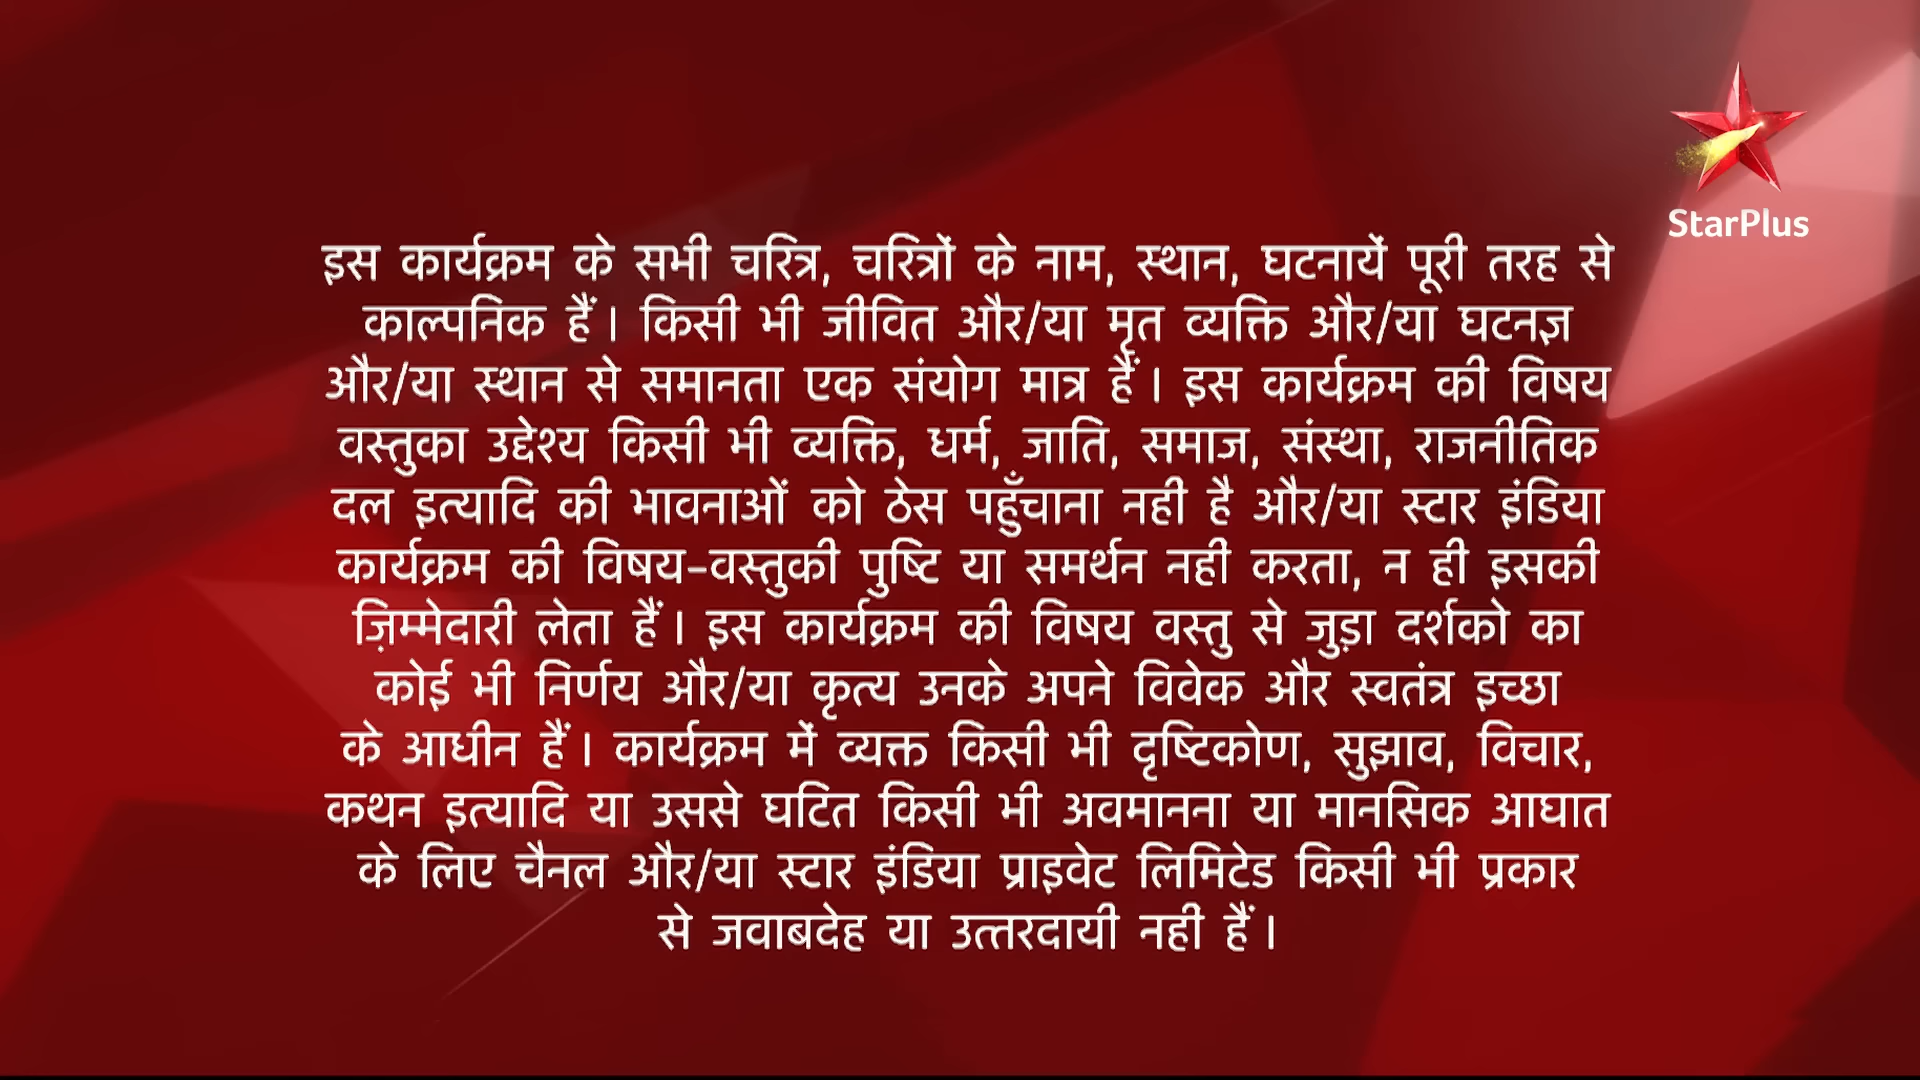 StarPlus
इस कार्यक्रम के सभी चरित्र, चरित्रों के नाम, स्थान, घटनायें पूरी तरह से
काल्पनिक हैं। किसी भी जीवित और/या मृत व्यक्ति और/या घटनज्ञ
और/या स्थान से समानता एक संयोग मात्र हैं। इस कार्यक्रम की विषय
वस्तुका उद्देश्य किसी भी व्यक्ति, धर्म, जाति, समाज, संस्था, राजनीतिक
दल इत्यादि की भावनाओं को ठेस पहुँचाना नही है और/या स्टार इंडिया
कार्यक्रम की विषय-वस्तुकी पुष्टि या समर्थन नही करता, न ही इसकी
ज़िम्मेदारी लेता हैं। इस कार्यक्रम की विषय वस्तु से जुड़ा दर्शको का
कोई भी निर्णय और/या कृत्य उनके अपने विवेक और स्वतंत्र इच्छा
के आधीन हैं। कार्यक्रम में व्यक्त किसी भी दृष्टिकोण, सुझाव, विचार,
कथन इत्यादि या उससे घटित किसी भी अवमानना या मानसिक आघात
के लिए चैनल और/या स्टार इंडिया प्राइवेट लिमिटेड किसी भी प्रकार
से जवाबदेह या उत्तरदायी नही हैं।